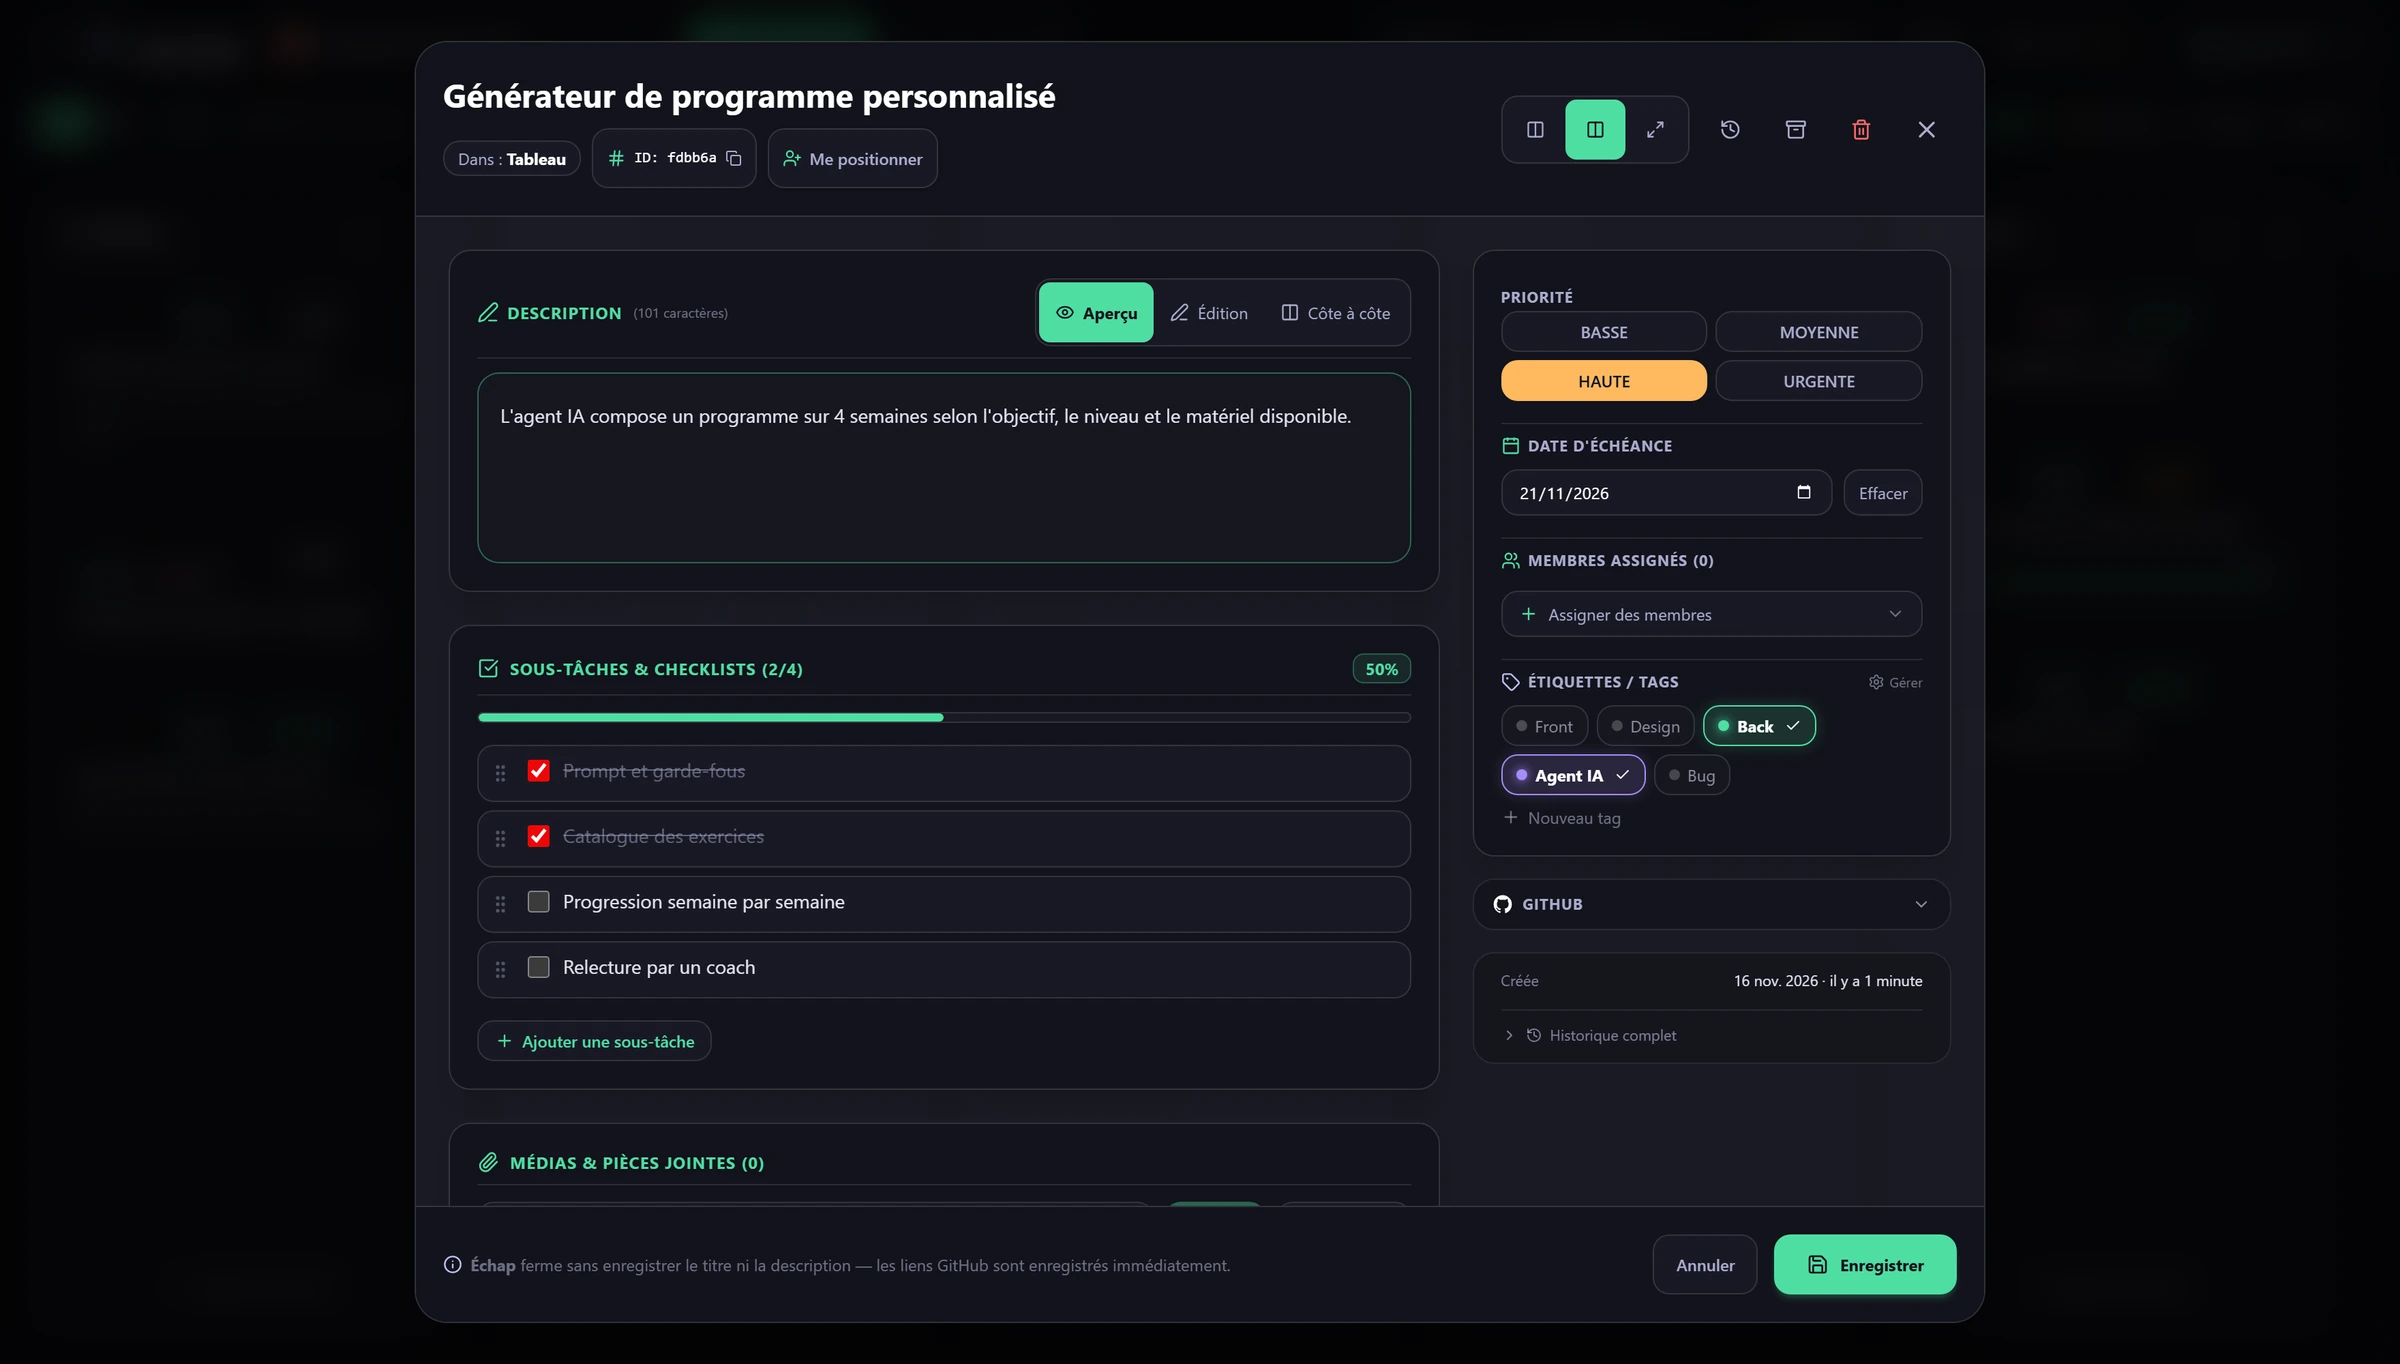 Générateur de programme personnalisé
Dans : Tableau
ID: fdbb6a
Me positionner
DESCRIPTION (101 caractères)
Aperçu
Édition
Côte à côte
L'agent IA compose un programme sur 4 semaines selon l'objectif, le niveau et le matériel disponible.
SOUS-TÂCHES & CHECKLISTS (2/4)
50%
Prompt et garde-fous
Catalogue des exercices
Progression semaine par semaine
Relecture par un coach
Ajouter une sous-tâche
MÉDIAS & PIÈCES JOINTES (0)
PRIORITÉ
BASSE
MOYENNE
HAUTE
URGENTE
DATE D'ÉCHÉANCE
21/11/2026
Effacer
MEMBRES ASSIGNÉS (0)
Assigner des membres
ÉTIQUETTES / TAGS
Gérer
Front
Design
Back
Agent IA
Bug
Nouveau tag
GITHUB
Créée
16 nov. 2026 · il y a 1 minute
Historique complet
Échap ferme sans enregistrer le titre ni la description — les liens GitHub sont enregistrés immédiatement.
Annuler
Enregistrer